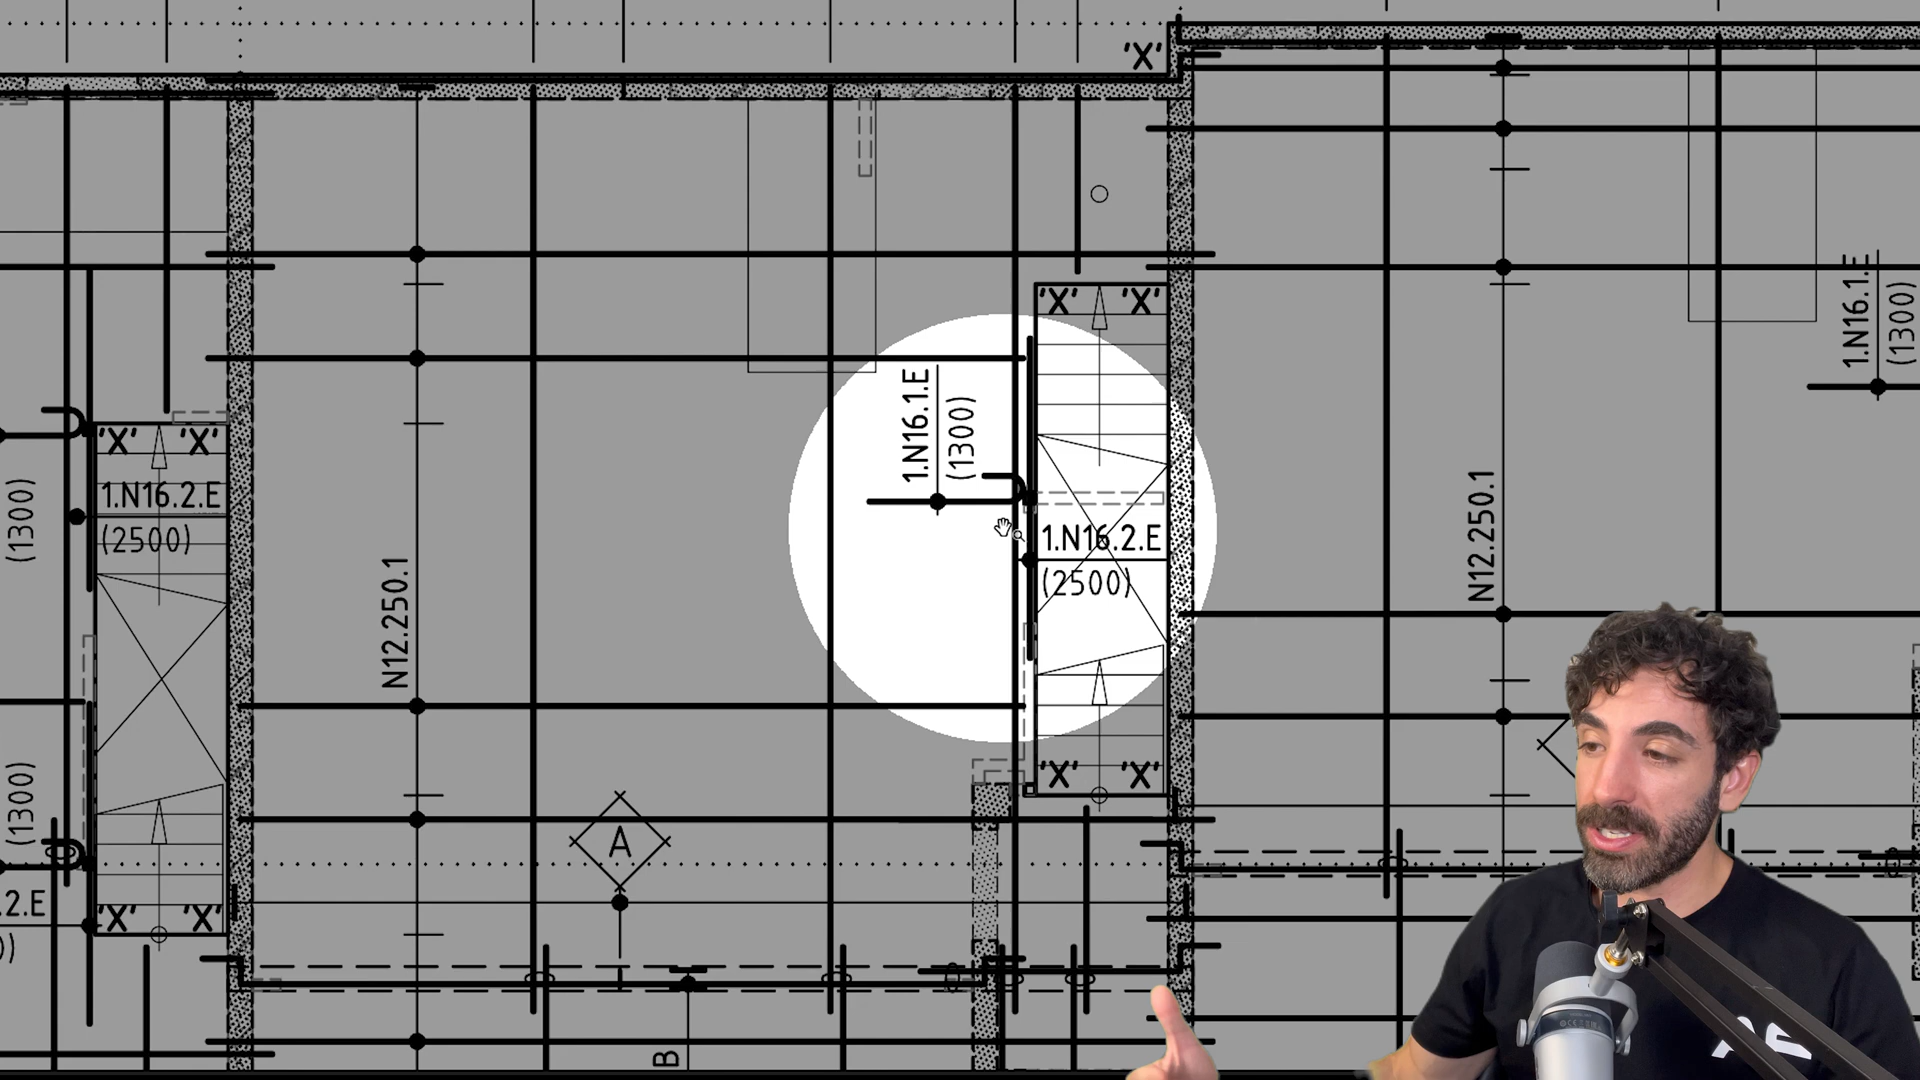 'X'
1.N16.1.E
(1300)
'X' 'X'
1.N16.1.E
(1300)
'X' 'X'
1.N16.2.E
(2500)
(1300)
1.N16.2.E
(2500)
N12.250.1
N12.250.1
'X' 'X'
(1300)
A
.2.E
'X' 'X'
B